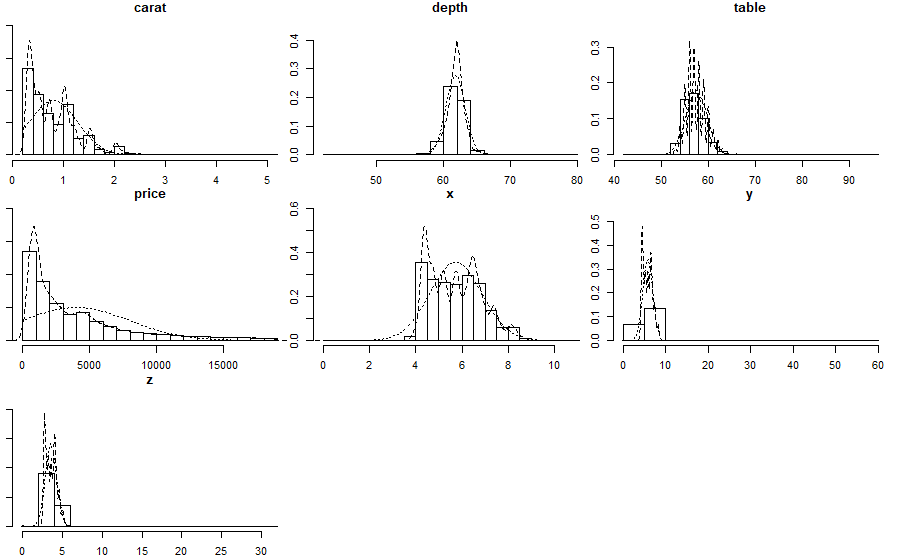 carat
depth
table
0 1 2 3 4 5
0.0 0.1 0.2 0.3 0.4
50 60 70 80
0.0 0.1 0.2 0.3
40 50 60 70 80 90
price
x
y
0 5000 10000 15000
0.0 0.2 0.4 0.6
0 2 4 6 8 10
0.0 0.1 0.2 0.3 0.4 0.5
0 10 20 30 40 50 60
z
0 5 10 15 20 25 30